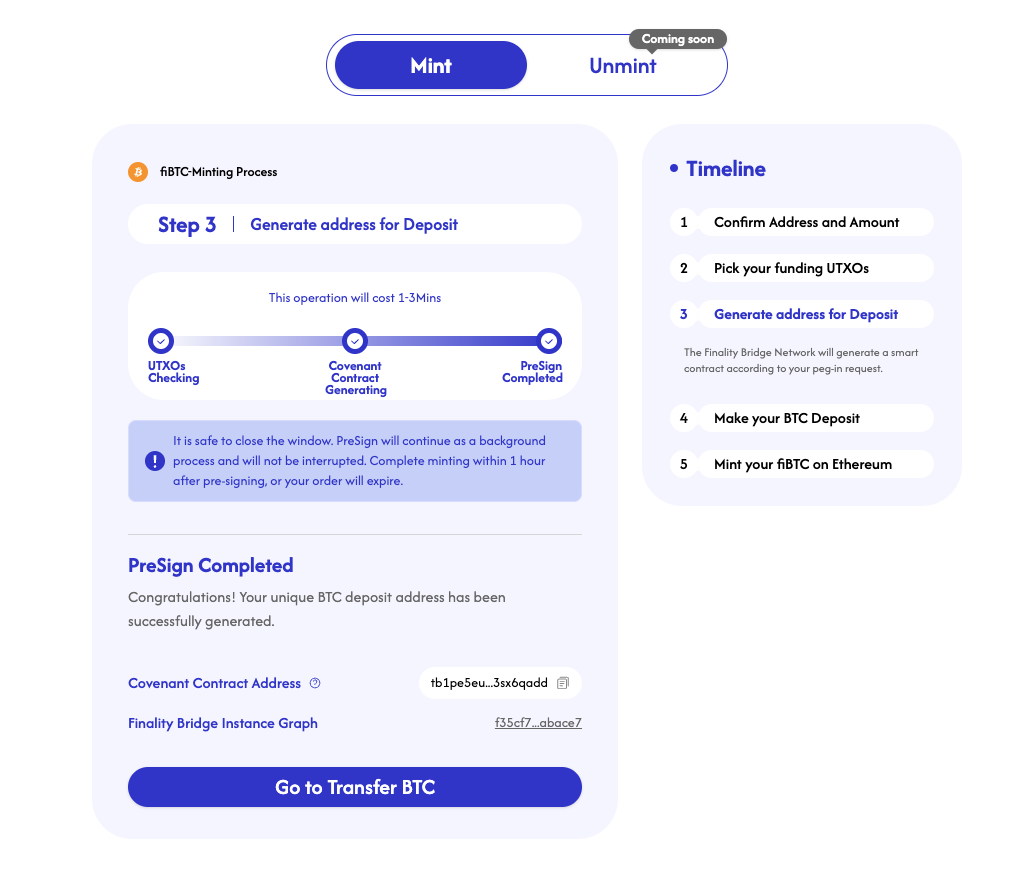 Coming soon
Mint
Unmint
fiBTC-Minting Process
Step 3 | Generate address for Deposit
This operation will cost 1-3Mins
UTXOs
Checking
Covenant
Contract
Generating
PreSign
Completed
It is safe to close the window. PreSign will continue as a background
process and will not be interrupted. Complete minting within 1 hour
after pre-signing, or your order will expire.
PreSign Completed
Congratulations! Your unique BTC deposit address has been
successfully generated.
Covenant Contract Address
tb1pe5eu...3sx6qadd
Finality Bridge Instance Graph
f35cf7...abace7
Go to Transfer BTC
Timeline
1 Confirm Address and Amount
2 Pick your funding UTXOs
3 Generate address for Deposit
The Finality Bridge Network will generate a smart
contract according to your peg-in request.
4 Make your BTC Deposit
5 Mint your fiBTC on Ethereum